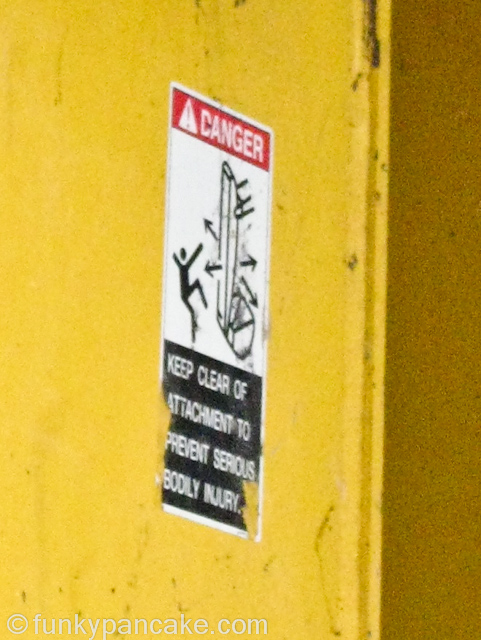 DANGER
KEEP CLEAR OF
ATTACHMENT TO
PREVENT SERIOUS
BODILY INJURY.
© funkypancake.com